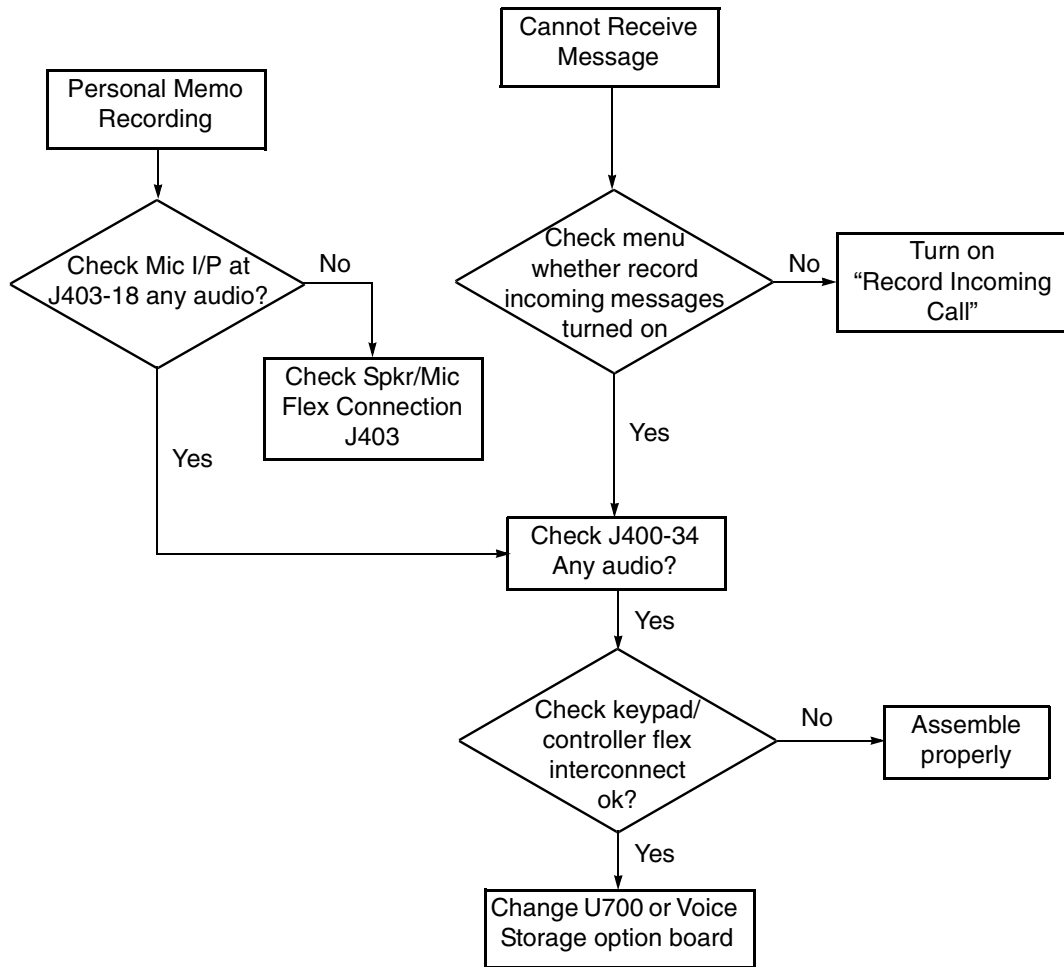 Cannot Receive
Message
Personal Memo
Recording
Check Mic I/P at
J403-18 any audio?
No
Check menu
whether record
incoming messages
turned on
No
Turn on
“Record Incoming
Call”
Check Spkr/Mic
Flex Connection
J403
Yes
Yes
Check J400-34
Any audio?
Yes
Check keypad/
controller flex
interconnect
ok?
No
Assemble
properly
Yes
Change U700 or Voice
Storage option board